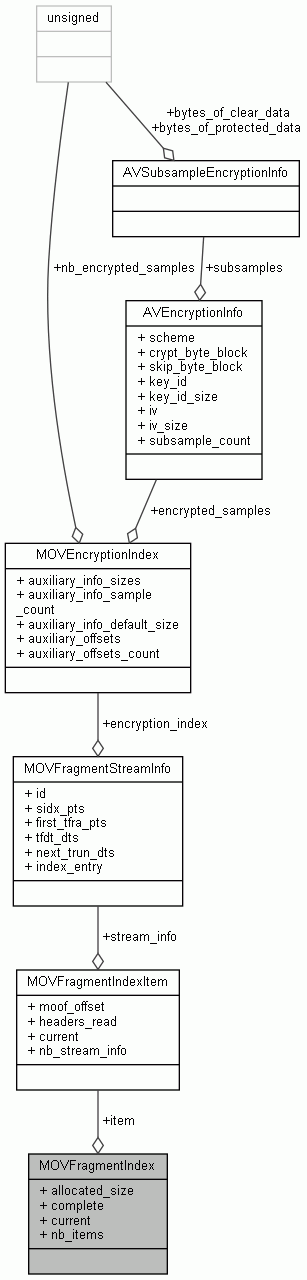 unsigned
+bytes_of_clear_data
+bytes_of_protected_data
AVSubsampleEncryptionInfo
+nb_encrypted_samples
+subsamples
AVEncryptionInfo
+ scheme
+ crypt_byte_block
+ skip_byte_block
+ key_id
+ key_id_size
+ iv
+ iv_size
+ subsample_count
+encrypted_samples
MOVEncryptionIndex
+ auxiliary_info_sizes
+ auxiliary_info_sample
_count
+ auxiliary_info_default_size
+ auxiliary_offsets
+ auxiliary_offsets_count
+encryption_index
MOVFragmentStreamInfo
+ id
+ sidx_pts
+ first_tfra_pts
+ tfdt_dts
+ next_trun_dts
+ index_entry
+stream_info
MOVFragmentIndexItem
+ moof_offset
+ headers_read
+ current
+ nb_stream_info
+item
MOVFragmentIndex
+ allocated_size
+ complete
+ current
+ nb_items